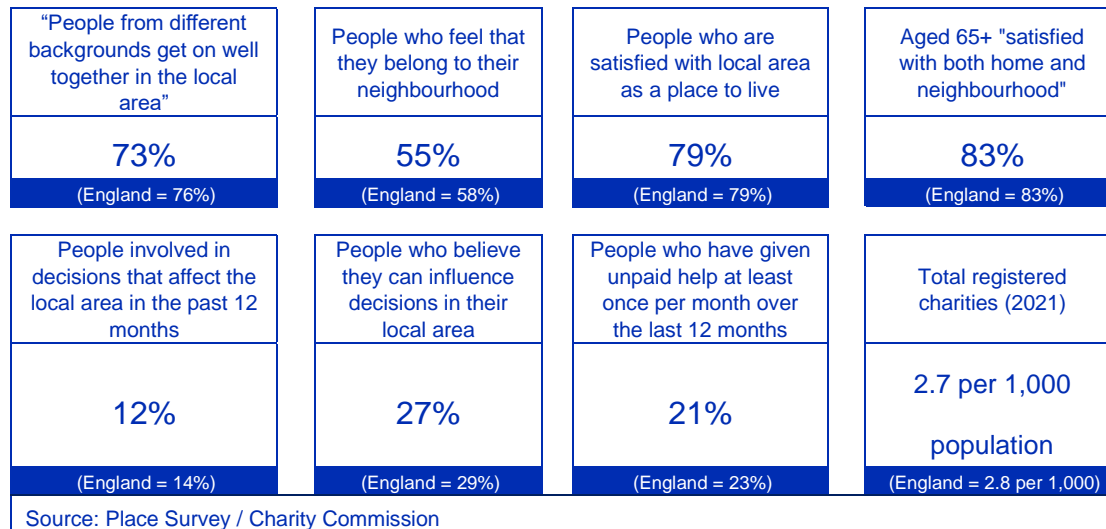 “People from different
backgrounds get on well
together in the local
area”
73%
(England = 76%)
People who feel that
they belong to their
neighbourhood
55%
(England = 58%)
People who are
satisfied with local area
as a place to live
79%
(England = 79%)
Aged 65+ "satisfied
with both home and
neighbourhood"
83%
(England = 83%)
People involved in
decisions that affect the
local area in the past 12
months
12%
(England = 14%)
People who believe
they can influence
decisions in their
local area
27%
(England = 29%)
People who have given
unpaid help at least
once per month over
the last 12 months
21%
(England = 23%)
Total registered
charities (2021)
2.7 per 1,000
population
(England = 2.8 per 1,000)
Source: Place Survey / Charity Commission